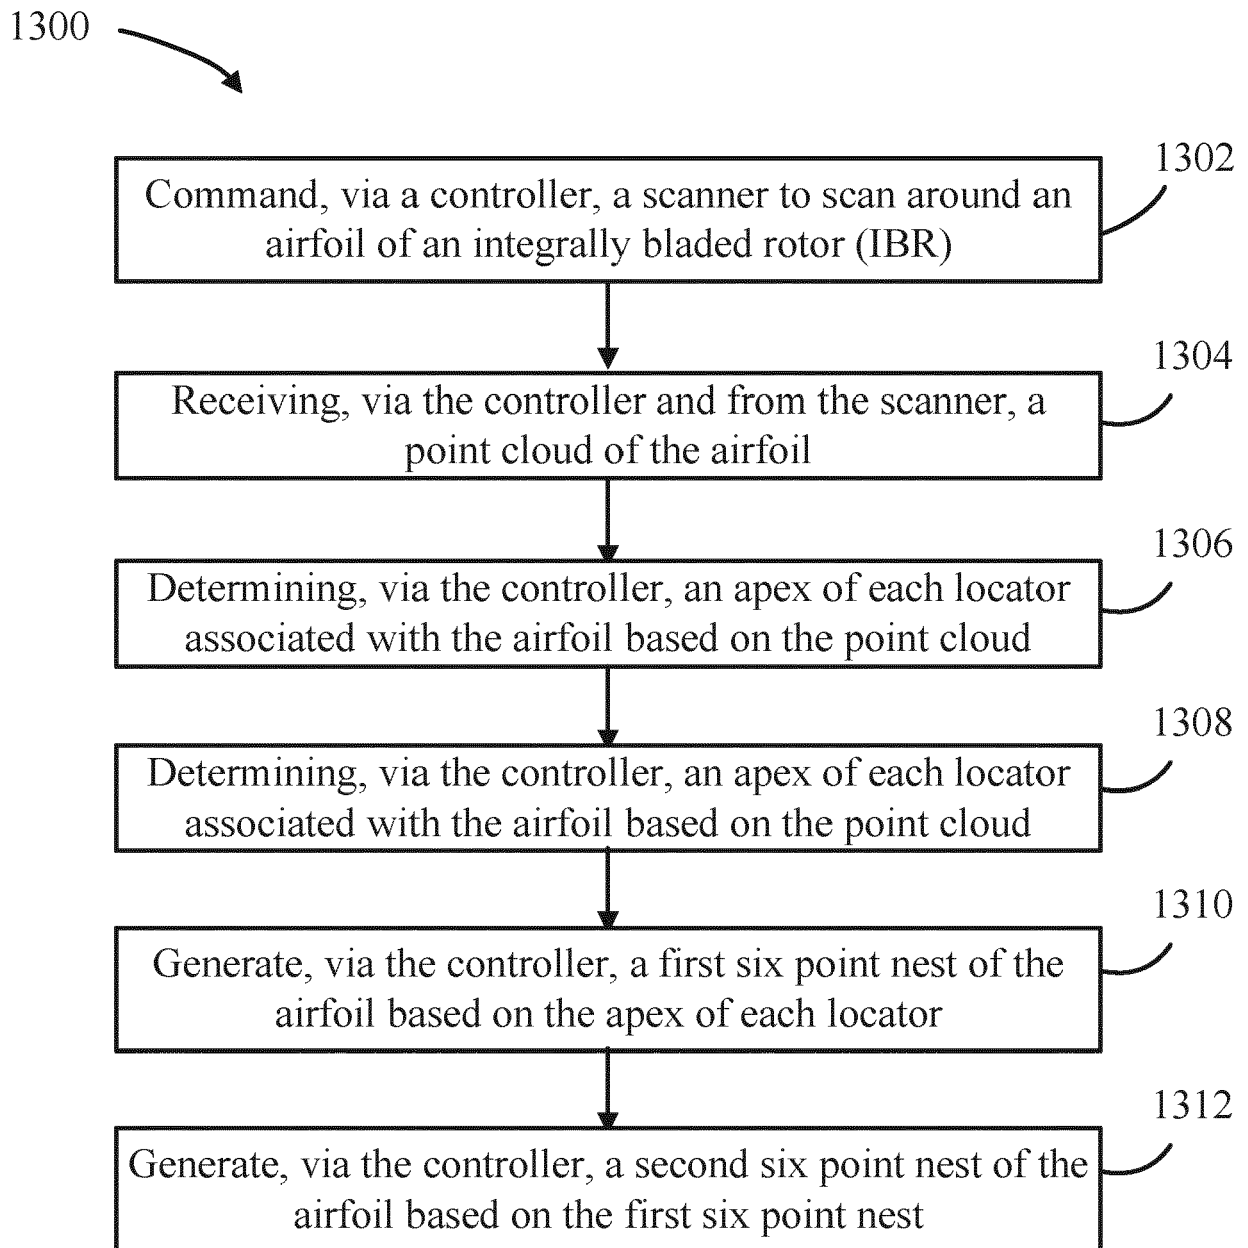 1300
1302
Command, via a controller, a scanner to scan around an
airfoil of an integrally bladed rotor (IBR)
1304
Receiving, via the controller and from the scanner, a
point cloud of the airfoil
1306
Determining, via the controller, an apex of each locator
associated with the airfoil based on the point cloud
1308
Determining, via the controller, an apex of each locator
associated with the airfoil based on the point cloud
1310
Generate, via the controller, a first six point nest of the
airfoil based on the apex of each locator
1312
Generate, via the controller, a second six point nest of the
airfoil based on the first six point nest